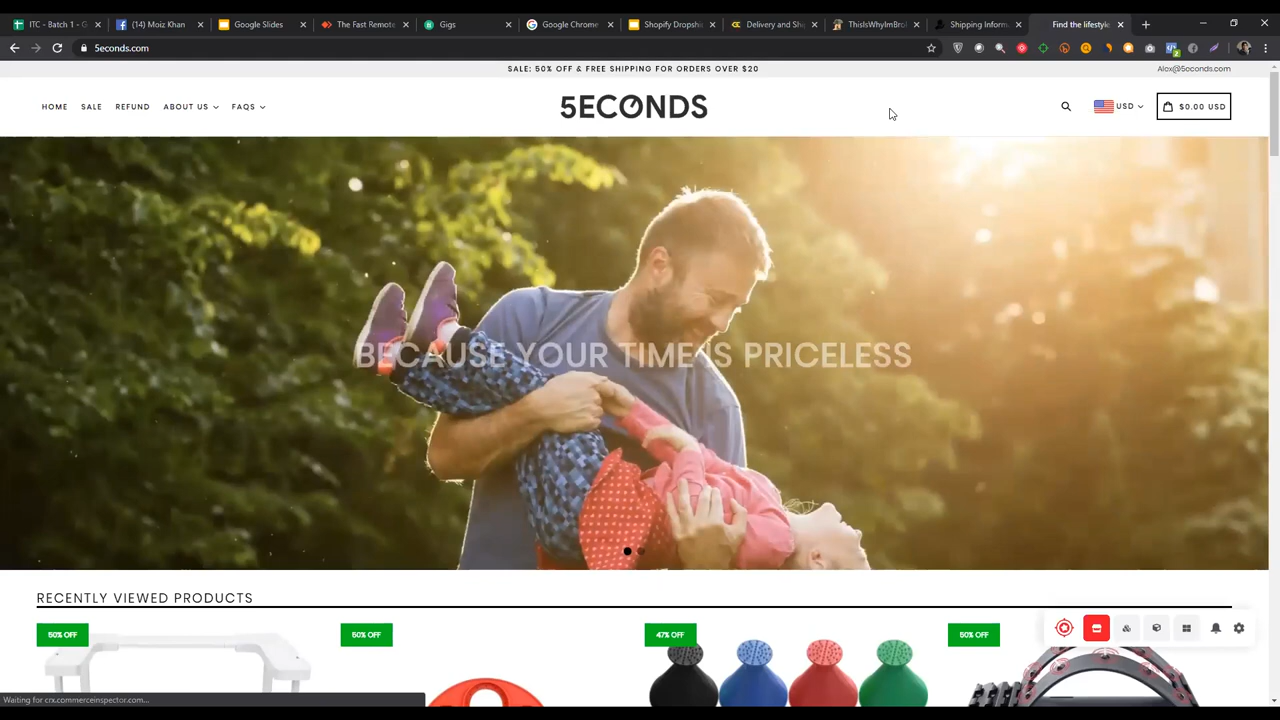 ITC - Batch 1 - G
(14) Moiz Khan
Google Slides
The Fast Remote
Gigs
Google Chrome
Shopify Dropshi
Delivery and Shi
ThisIsWhyImBro
Shipping Inform
Find the lifestyle
5econds.com
SALE: 50% OFF & FREE SHIPPING FOR ORDERS OVER $20
Alex@5econds.com
HOME SALE REFUND ABOUT US FAQS
5ECONDS
USD
$0.00 USD
BECAUSE YOUR TIME IS PRICELESS
RECENTLY VIEWED PRODUCTS
50% OFF
50% OFF
47% OFF
50% OFF
Waiting for crx.commerceinspector.com...